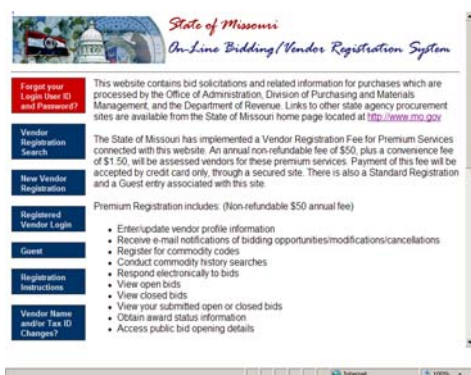 State of Missouri
On-Line Bidding/Vendor Registration System
Forgot your
Login User ID
and Password?
Vendor
Registration
Search
New Vendor
Registration
Registered
Vendor Login
Guest
Registration
Instructions
Vendor Name
and/or Tax ID
Changes?
This website contains bid solicitations and related information for purchases which are
processed by the Office of Administration, Division of Purchasing and Materials
Management, and the Department of Revenue. Links to other state agency procurement
sites are available from the State of Missouri home page located at http://www.mo.gov
The State of Missouri has implemented a Vendor Registration Fee for Premium Services
connected with this website. An annual non-refundable fee of $50, plus a convenience fee
of $1.50, will be assessed vendors for these premium services. Payment of this fee will be
accepted by credit card only, through a secured site. There is also a Standard Registration
and a Guest entry associated with this site.
Premium Registration includes: (Non-refundable $50 annual fee)
• Enter/update vendor profile information
• Receive e-mail notifications of bidding opportunities/modifications/cancellations
• Register for commodity codes
• Conduct commodity history searches
• Respond electronically to bids
• View open bids
• View closed bids
• View your submitted open or closed bids
• Obtain award status information
• Access public bid opening details
Internet
100%